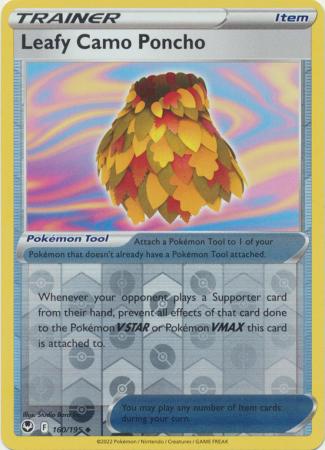 TRAINER Item
Leafy Camo Poncho
Pokémon Tool Attach a Pokémon Tool to 1 of your
Pokémon that doesn't already have a Pokémon Tool attached.
Whenever your opponent plays a Supporter card
from their hand, prevent all effects of that card done
to the Pokémon VSTAR or Pokémon VMAX this card
is attached to.
Illus. Studio Bora
You may play any number of Item cards
during your turn.
F 160/195
©2022 Pokémon / Nintendo / Creatures / GAME FREAK